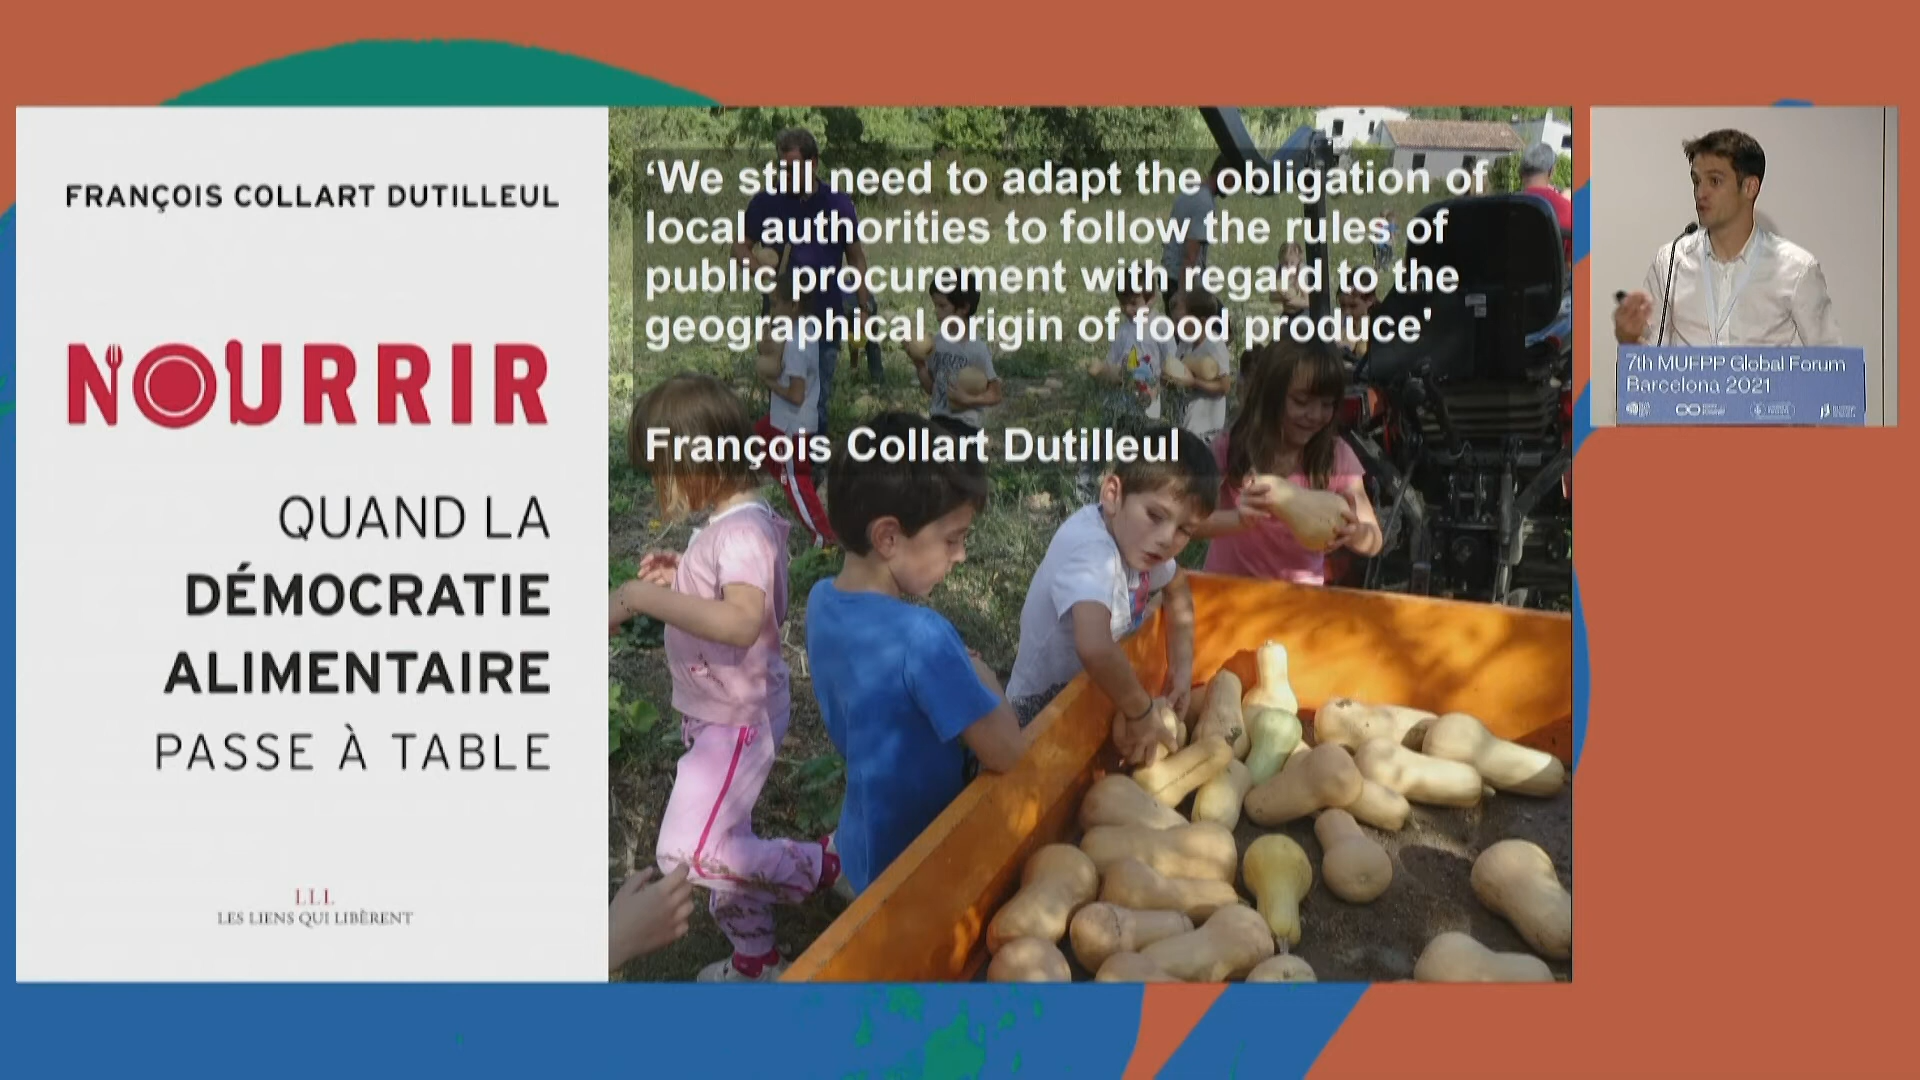 FRANÇOIS COLLART DUTILLEUL
NOURRIR
QUAND LA
DÉMOCRATIE
ALIMENTAIRE
PASSE À TABLE
LLL
LES LIENS QUI LIBÈRENT
‘We still need to adapt the obligation of
local authorities to follow the rules of
public procurement with regard to the
geographical origin of food produce'
François Collart Dutilleul
7th MUFPP Global Forum
Barcelona 2021